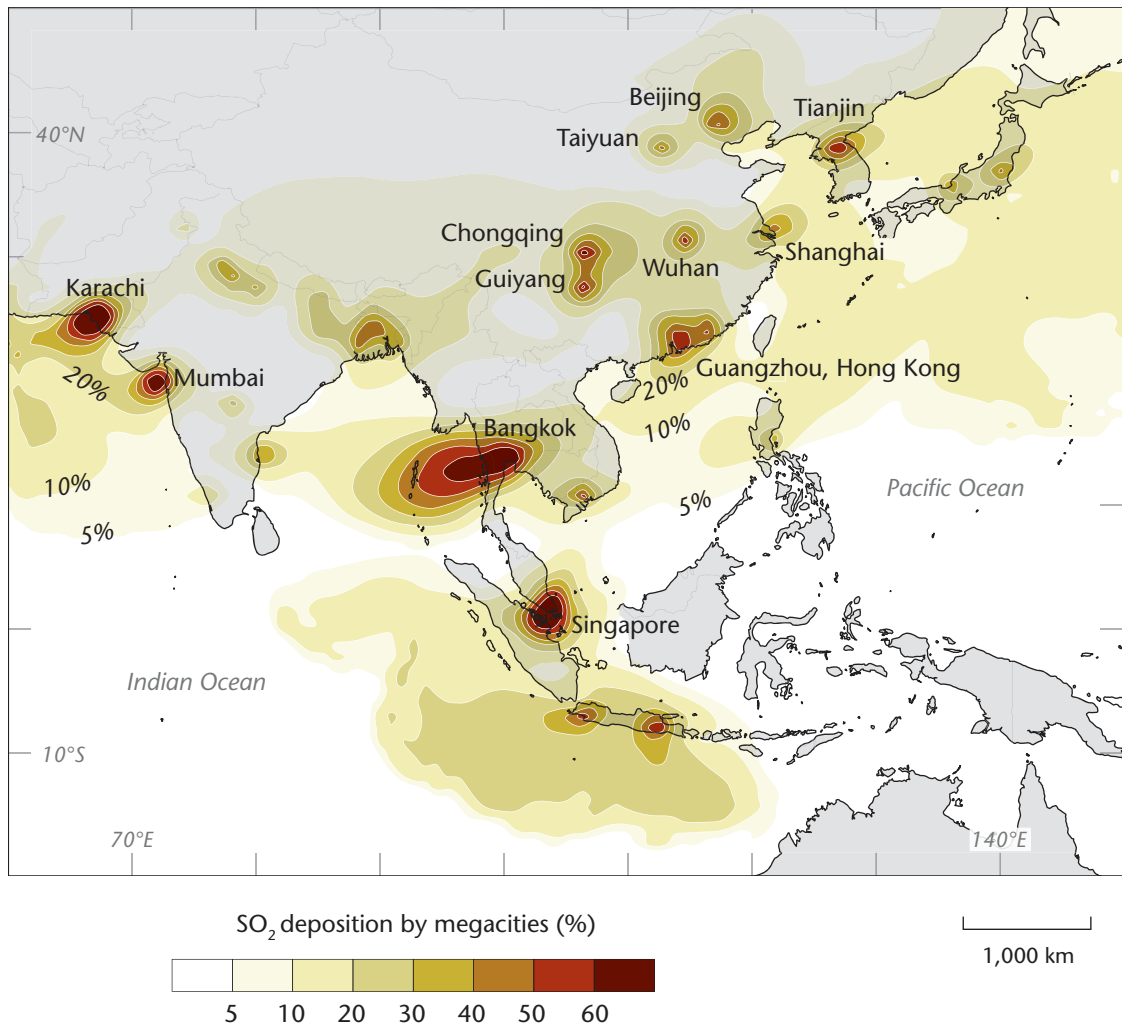 Beijing
Tianjin
40°N
Taiyuan
Chongqing
Shanghai
Wuhan
Guiyang
Karachi
Guangzhou, Hong Kong
20%
Mumbai
20%
10%
Bangkok
10%
Pacific Ocean
5%
5%
Singapore
Indian Ocean
10°S
70°E
140°E
SO2 deposition by megacities (%)
5 10 20 30 40 50 60
1,000 km